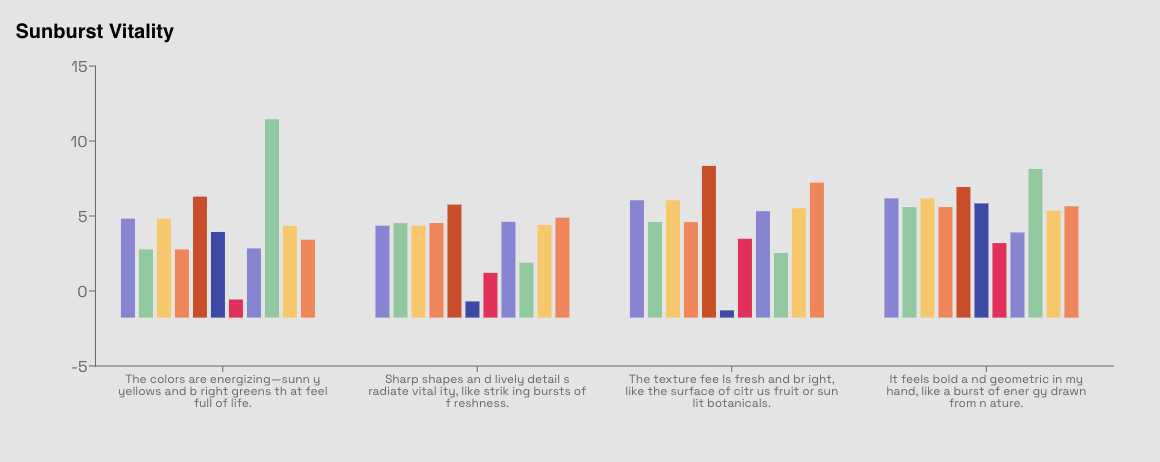 Sunburst Vitality
15
10
5
0
-5
The colors are energizing—sunn y
yellows and b right greens th at feel
full of life.
Sharp shapes an d lively detail s
radiate vital ity, like strik ing bursts of
f reshness.
The texture fee ls fresh and br ight,
like the surface of citr us fruit or sun
lit botanicals.
It feels bold a nd geometric in my
hand, like a burst of ener gy drawn
from n ature.